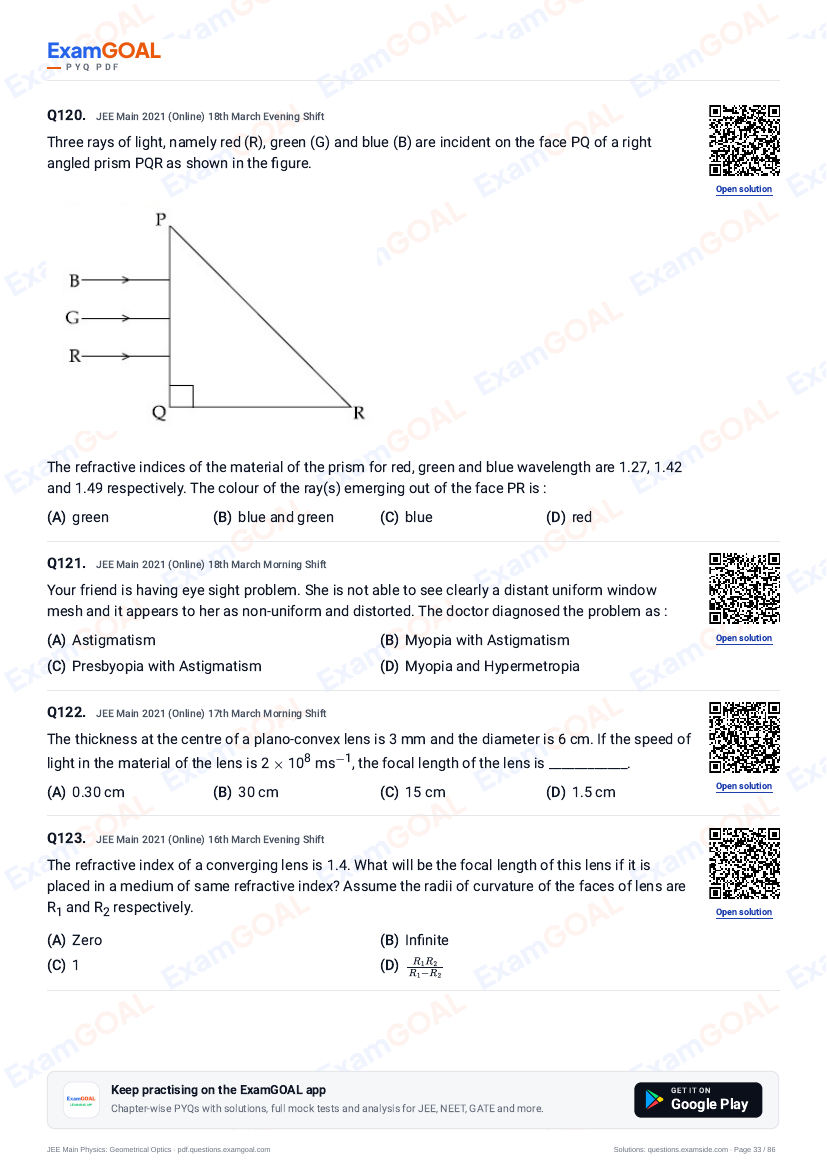 ExamGOAL
PYQ PDF
Q120. JEE Main 2021 (Online) 18th March Evening Shift
Three rays of light, namely red (R), green (G) and blue (B) are incident on the face PQ of a right
angled prism PQR as shown in the figure.
Open solution
P
B
G
R
Q
R
The refractive indices of the material of the prism for red, green and blue wavelength are 1.27, 1.42
and 1.49 respectively. The colour of the ray(s) emerging out of the face PR is :
(A) green (B) blue and green (C) blue (D) red
Q121. JEE Main 2021 (Online) 18th March Morning Shift
Your friend is having eye sight problem. She is not able to see clearly a distant uniform window
mesh and it appears to her as non-uniform and distorted. The doctor diagnosed the problem as :
Open solution
(A) Astigmatism (B) Myopia with Astigmatism
(C) Presbyopia with Astigmatism (D) Myopia and Hypermetropia
Q122. JEE Main 2021 (Online) 17th March Morning Shift
The thickness at the centre of a plano-convex lens is 3 mm and the diameter is 6 cm. If the speed of
light in the material of the lens is 2 × 10⁸ ms⁻¹, the focal length of the lens is ____________.
Open solution
(A) 0.30 cm (B) 30 cm (C) 15 cm (D) 1.5 cm
Q123. JEE Main 2021 (Online) 16th March Evening Shift
The refractive index of a converging lens is 1.4. What will be the focal length of this lens if it is
placed in a medium of same refractive index? Assume the radii of curvature of the faces of lens are
R₁ and R₂ respectively.
Open solution
(A) Zero (B) Infinite
(C) 1 (D) R₁R₂/(R₁−R₂)
Keep practising on the ExamGOAL app
Chapter-wise PYQs with solutions, full mock tests and analysis for JEE, NEET, GATE and more.
GET IT ON
Google Play
JEE Main Physics: Geometrical Optics · pdf.questions.examgoal.com
Solutions: questions.examside.com · Page 33 / 86